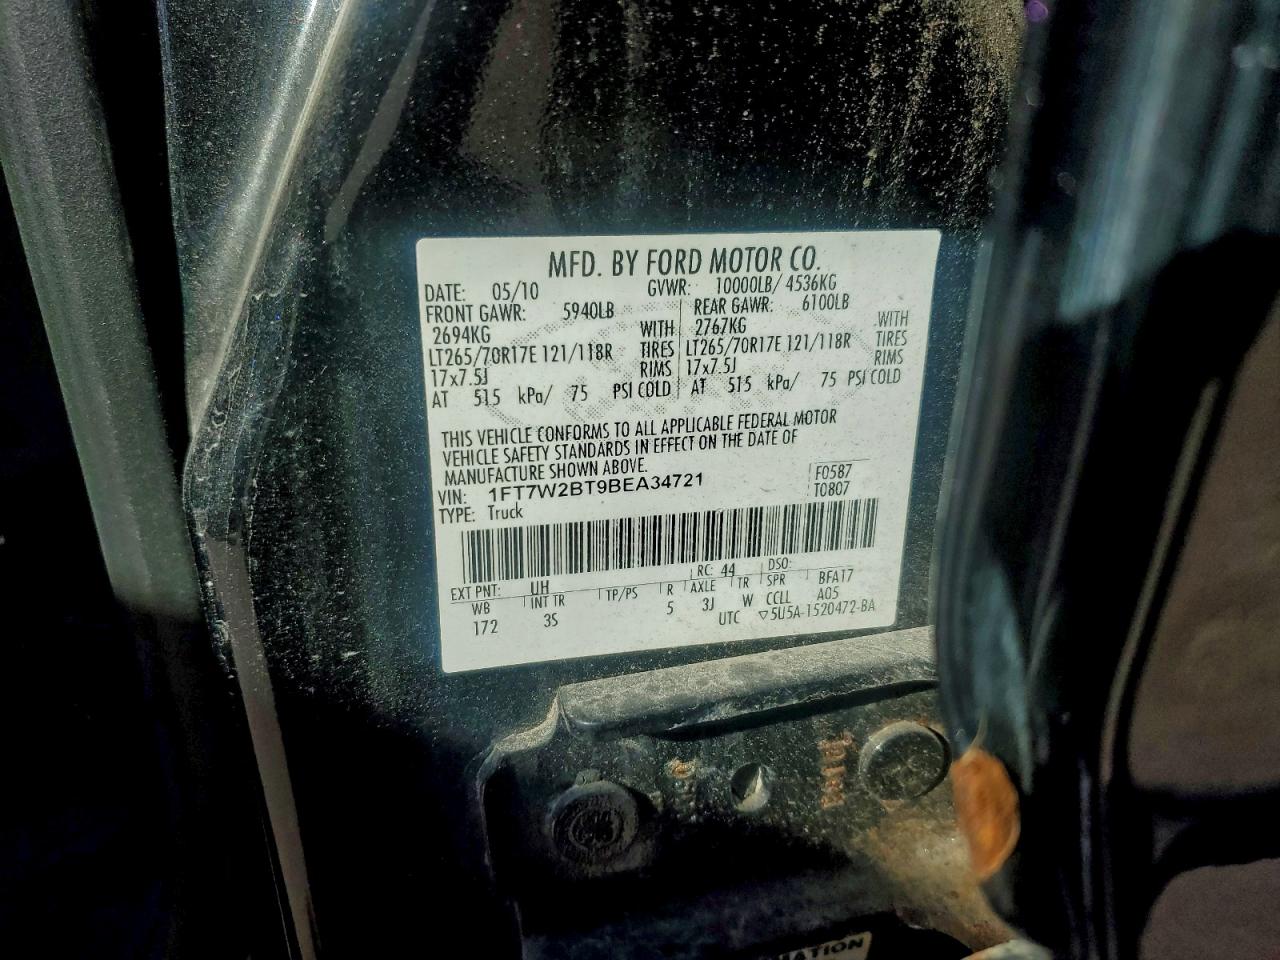 MFD. BY FORD MOTOR CO.
DATE: 05/10 GVWR: 10000LB/ 4536KG
FRONT GAWR: 5940LB REAR GAWR: 6100LB
2694KG WITH 2767KG WITH
LT265/70R17E 121/118R TIRES LT265/70R17E 121/118R TIRES
17x7.5J RIMS 17x7.5J RIMS
AT 515 kPa/ 75 PSI COLD AT 515 kPa/ 75 PSI COLD
THIS VEHICLE CONFORMS TO ALL APPLICABLE FEDERAL MOTOR
VEHICLE SAFETY STANDARDS IN EFFECT ON THE DATE OF
MANUFACTURE SHOWN ABOVE.
VIN: 1FT7W2BT9BEA34721 F0587
TYPE: Truck T0807
EXT PNT: UH RC: 44 DSO:
WB INT TR TP/PS R AXLE TR SPR BFA17
172 3S 5 3J W CCLL A05
UTC ▽5U5A-1520472-BA